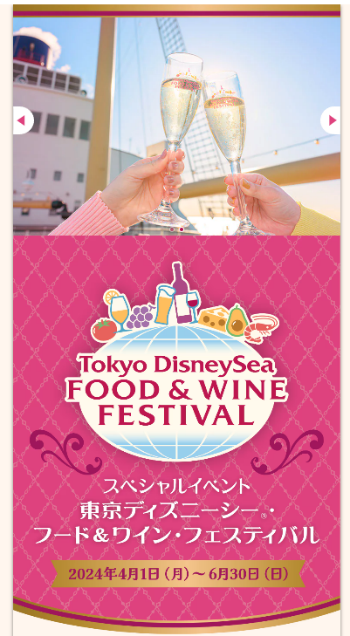 Tokyo DisneySea
FOOD & WINE
FESTIVAL
スペシャルイベント
東京ディズニーシー®・
フード＆ワイン・フェスティバル
2024年4月1日（月）～6月30日（日）